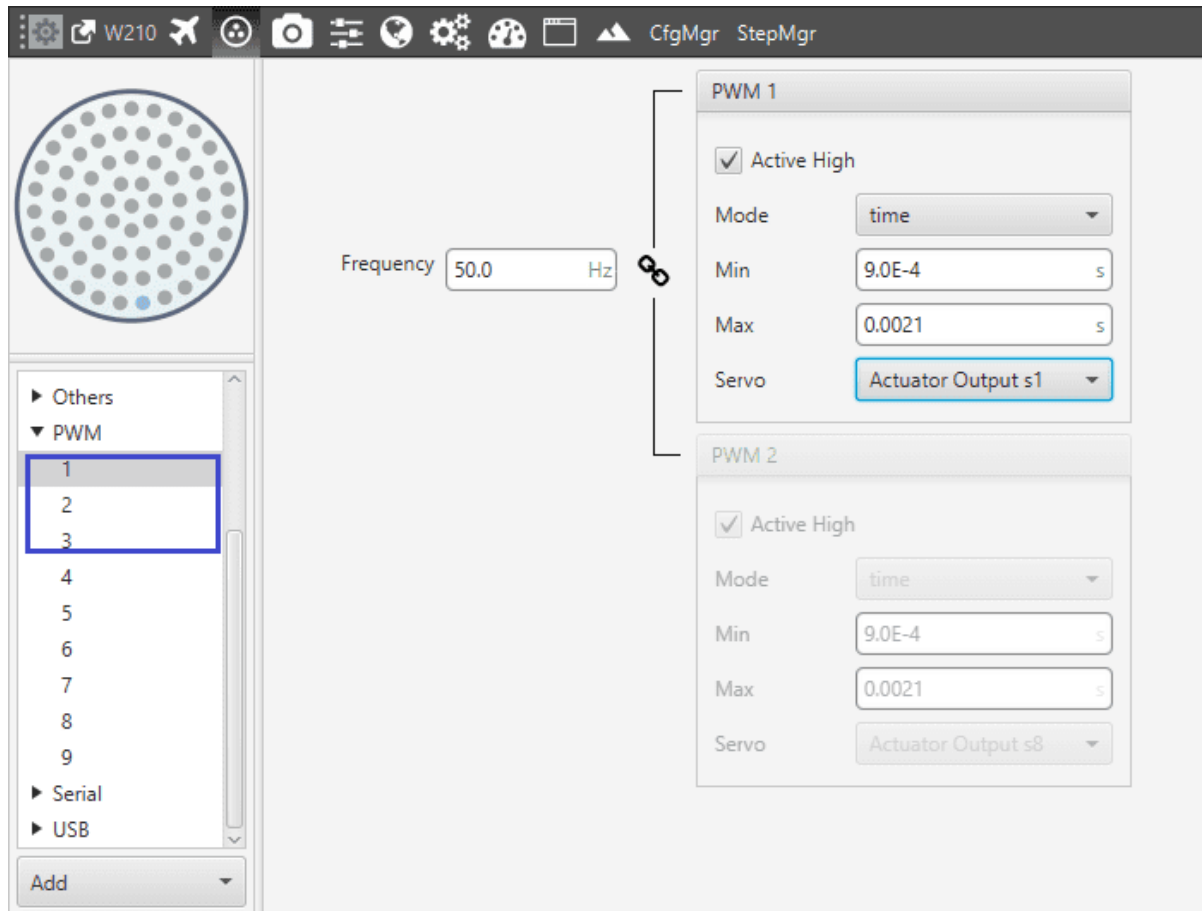 W210 CfgMgr StepMgr
Others
PWM
1
2
3
4
5
6
7
8
9
Serial
USB
Add
Frequency 50.0 Hz
PWM 1
Active High
Mode time
Min 9.0E-4 s
Max 0.0021 s
Servo Actuator Output s1
PWM 2
Active High
Mode time
Min 9.0E-4 s
Max 0.0021 s
Servo Actuator Output s8